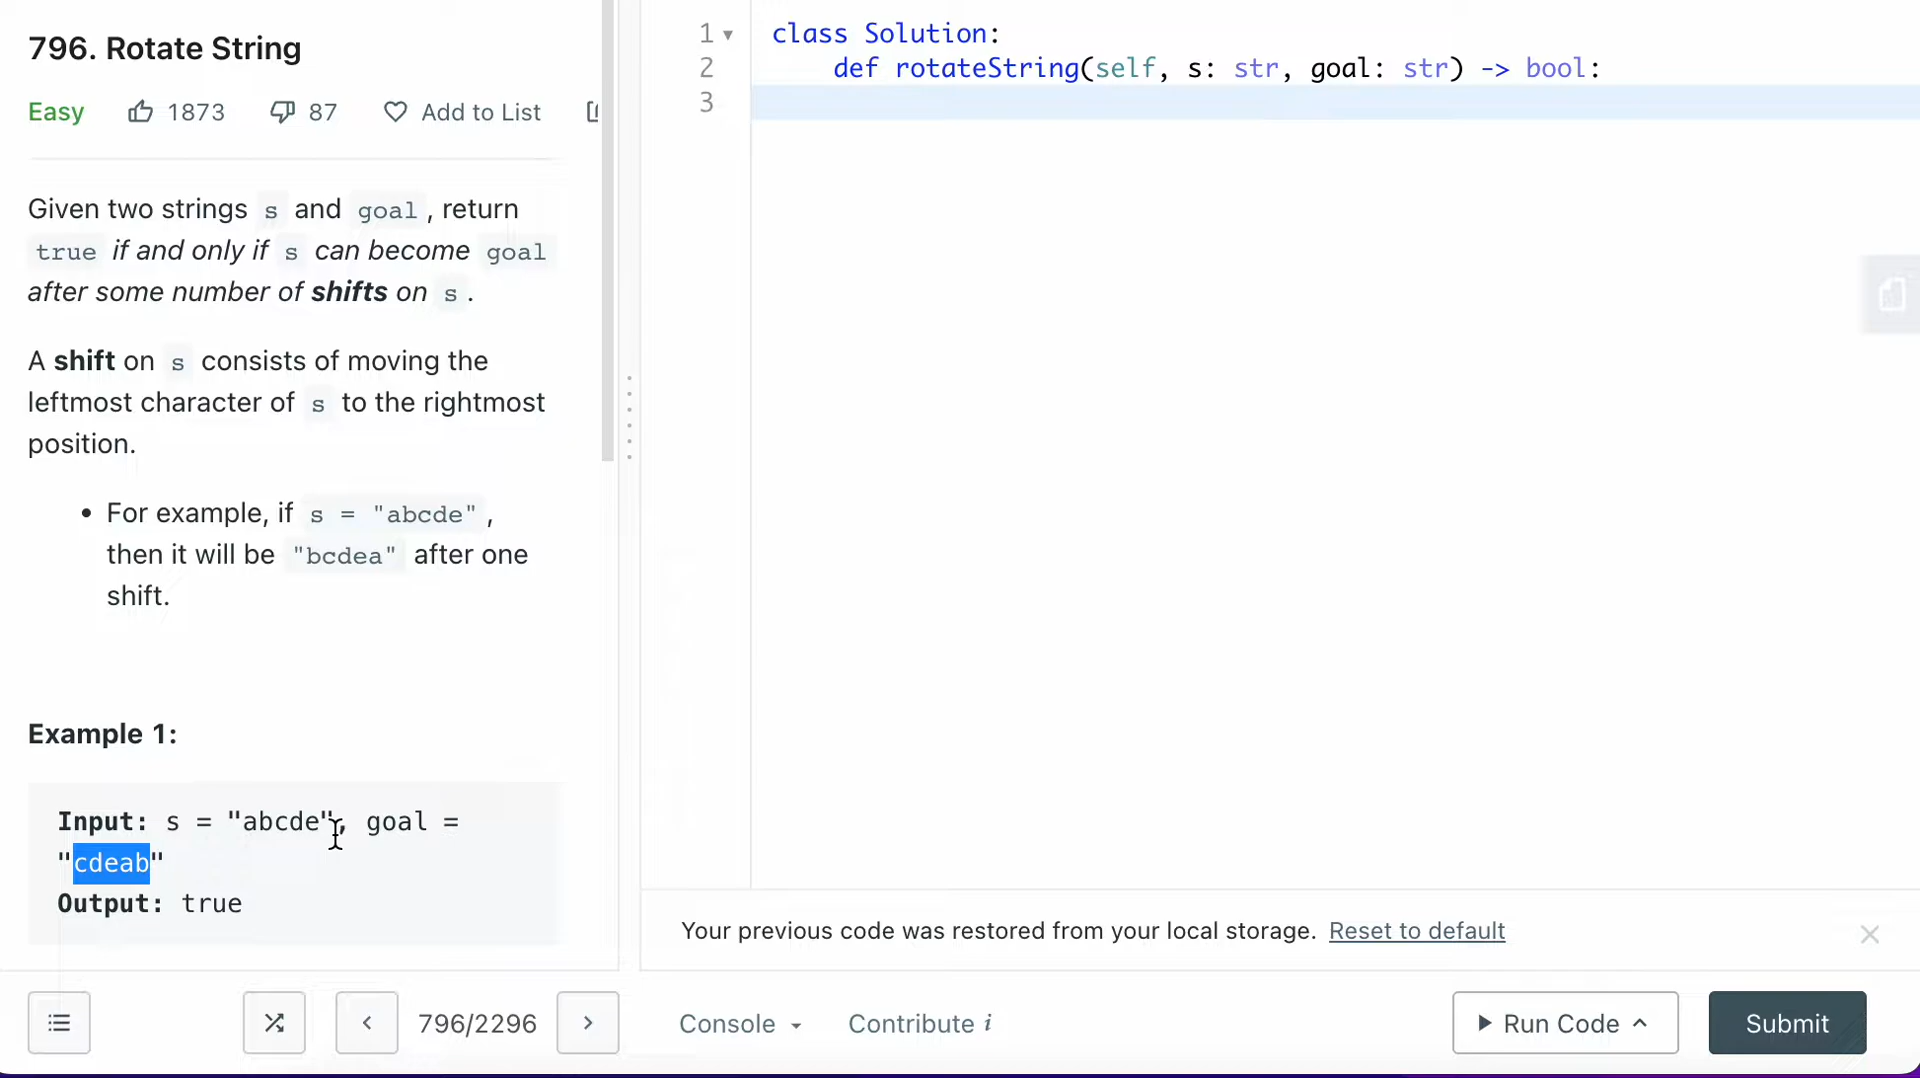 796. Rotate String
Easy 1873 87 Add to List
Given two strings s and goal , return
true if and only if s can become goal
after some number of shifts on s .
A shift on s consists of moving the
leftmost character of s to the rightmost
position.
• For example, if s = "abcde" ,
then it will be "bcdea" after one
shift.
Example 1:
Input: s = "abcde", goal =
"cdeab"
Output: true
796/2296
1 class Solution:
2 def rotateString(self, s: str, goal: str) -> bool:
3
Your previous code was restored from your local storage. Reset to default
Console Contribute i
Run Code Submit